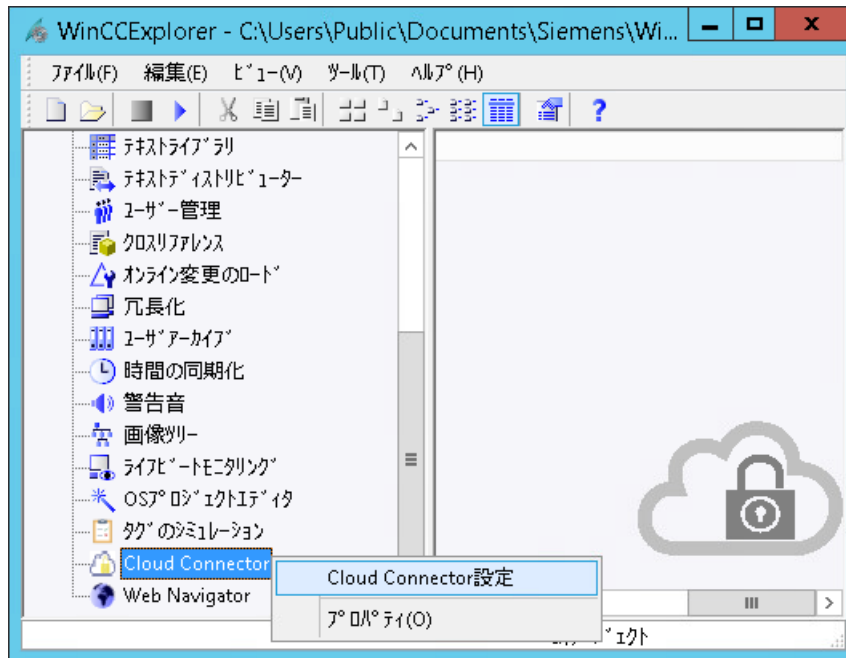 WinCCExplorer - C:\Users\Public\Documents\Siemens\Wi...
ﾌｧｲﾙ(F) 編集(E) ﾋﾞｭｰ(V) ﾂｰﾙ(T) ﾍﾙﾌﾟ(H)
ﾃｷｽﾄﾗｲﾌﾞﾗﾘ
ﾃｷｽﾄﾃﾞｨｽﾄﾘﾋﾞｭｰﾀｰ
ﾕｰｻﾞｰ管理
ｸﾛｽﾘﾌｧﾚﾝｽ
ｵﾝﾗｲﾝ変更のﾛｰﾄﾞ
冗長化
ﾕｰｻﾞｱｰｶｲﾌﾞ
時間の同期化
警告音
画像ﾂﾘｰ
ﾗｲﾌﾋﾞｰﾄﾓﾆﾀﾘﾝｸﾞ
OSﾌﾟﾛｼﾞｪｸﾄｴﾃﾞｨﾀ
ﾀｸﾞのｼﾐｭﾚｰｼｮﾝ
Cloud Connector
Cloud Connector設定
Web Navigator
ﾌﾟﾛﾊﾟﾃｨ(O)
ｪｸﾄ